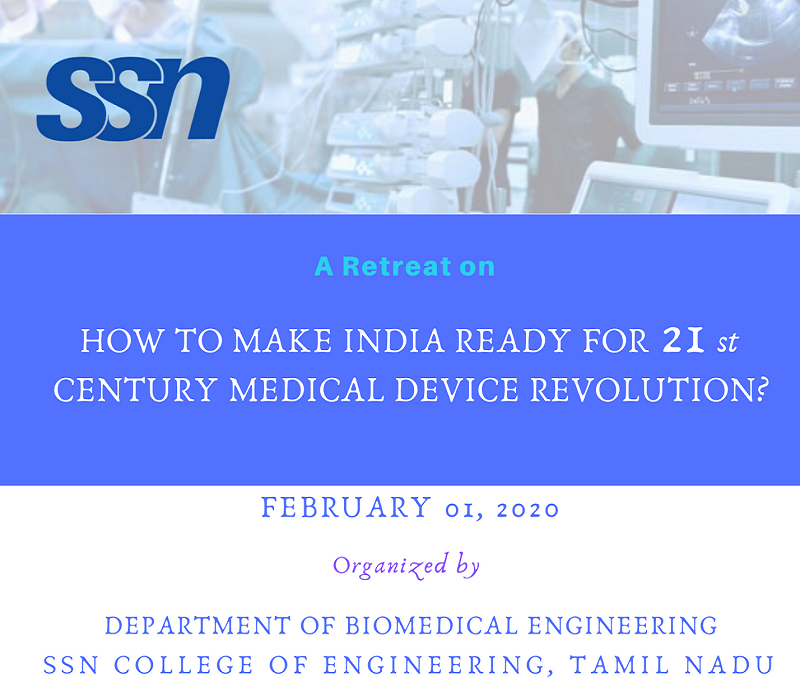 ssn
A Retreat on
HOW TO MAKE INDIA READY FOR 21 st
CENTURY MEDICAL DEVICE REVOLUTION?
FEBRUARY 01, 2020
Organized by
DEPARTMENT OF BIOMEDICAL ENGINEERING
SSN COLLEGE OF ENGINEERING, TAMIL NADU